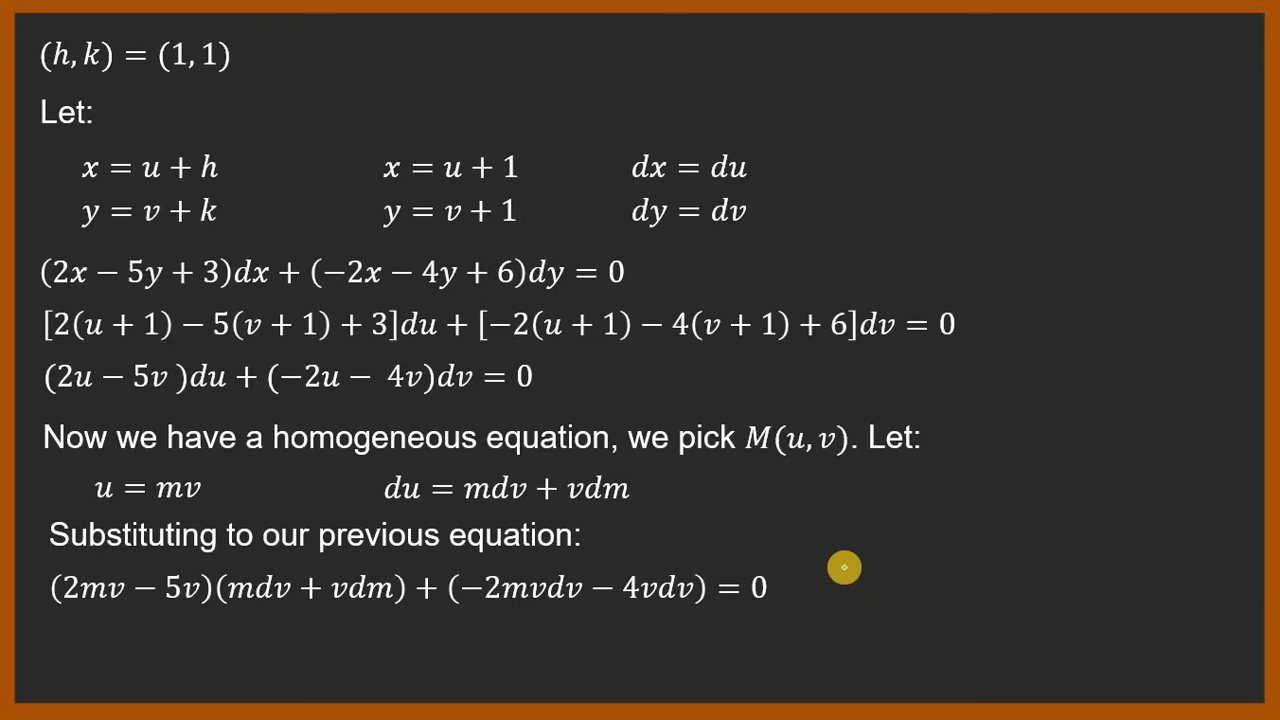 (h, k) = (1, 1)
Let:
x = u + h x = u + 1 dx = du
y = v + k y = v + 1 dy = dv
(2x − 5y + 3)dx + (−2x − 4y + 6)dy = 0
[2(u + 1) − 5(v + 1) + 3]du + [−2(u + 1) − 4(v + 1) + 6]dv = 0
(2u − 5v )du + (−2u − 4v)dv = 0
Now we have a homogeneous equation, we pick M(u, v). Let:
u = mv du = mdv + vdm
Substituting to our previous equation:
(2mv − 5v)(mdv + vdm) + (−2mvdv − 4vdv) = 0